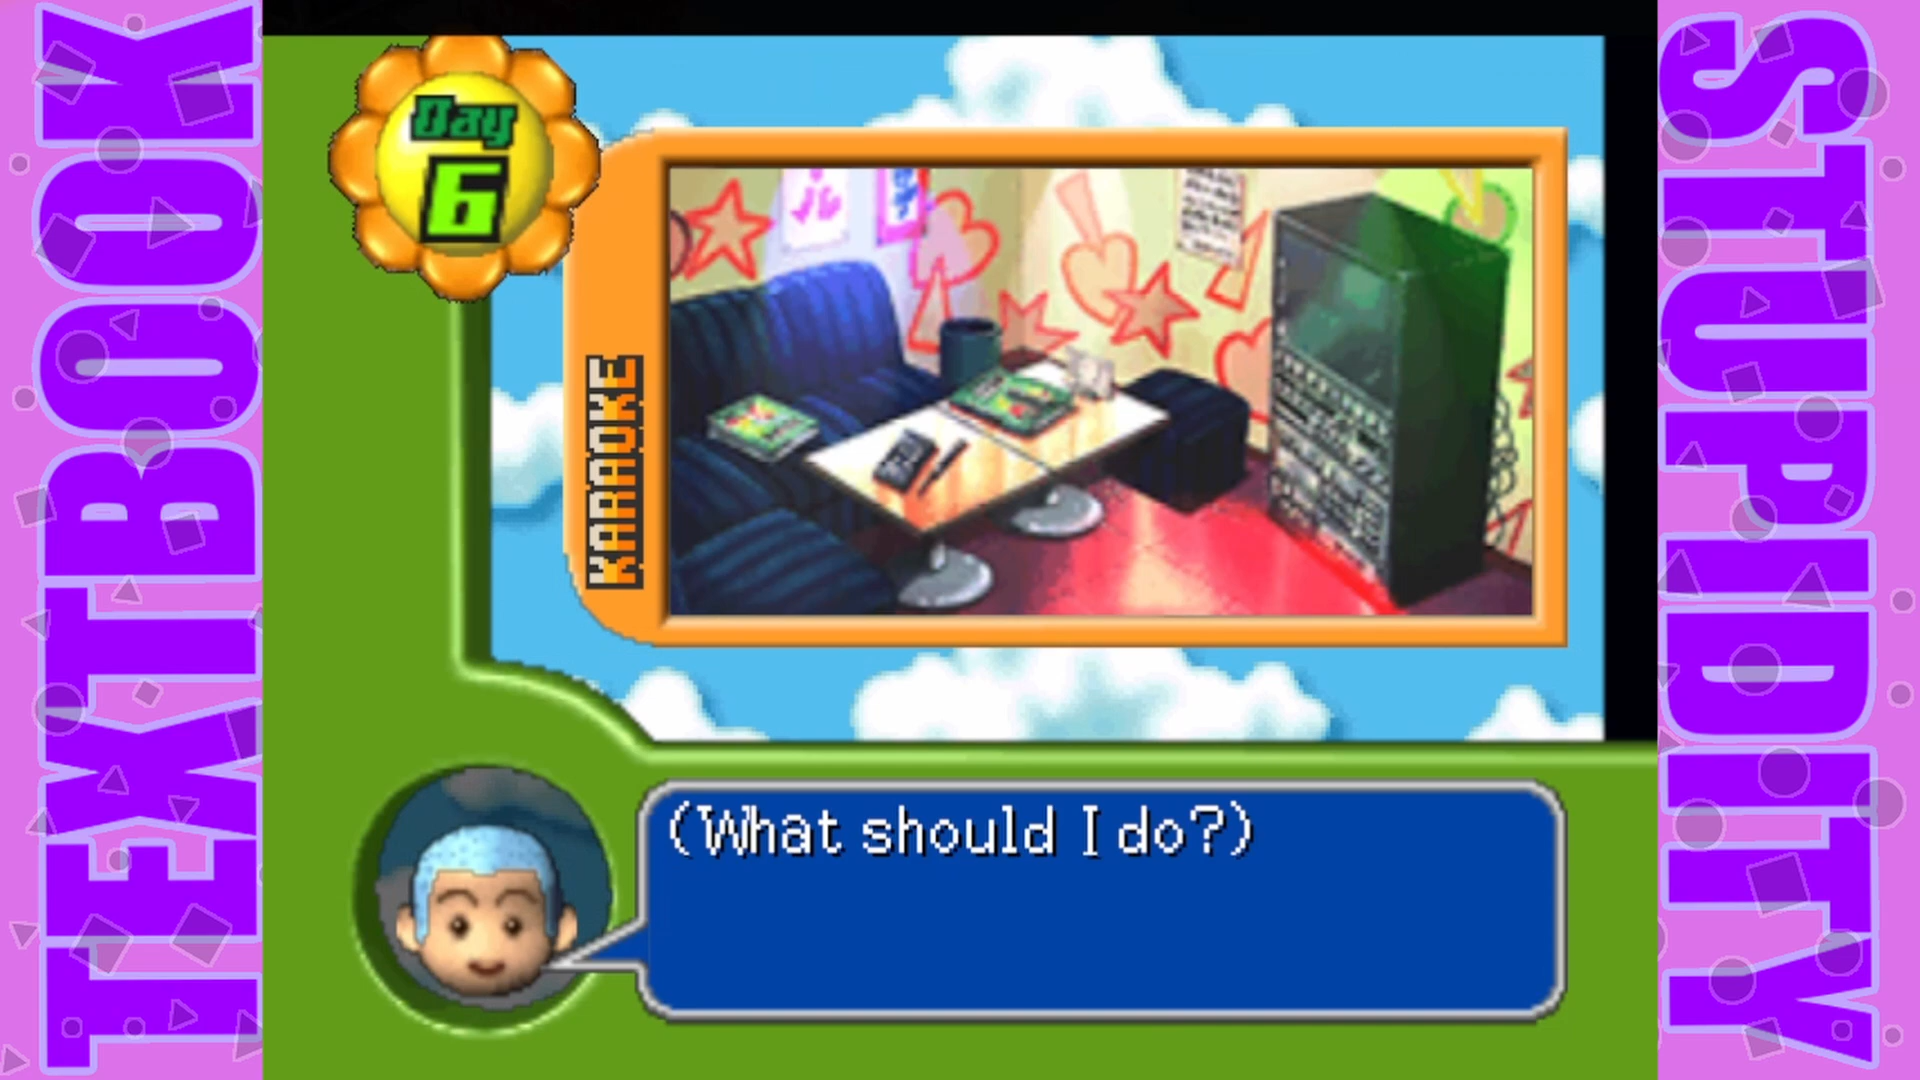 TEXTBOOK
STUPIDITY
Day
6
KARAOKE
(What should I do?)